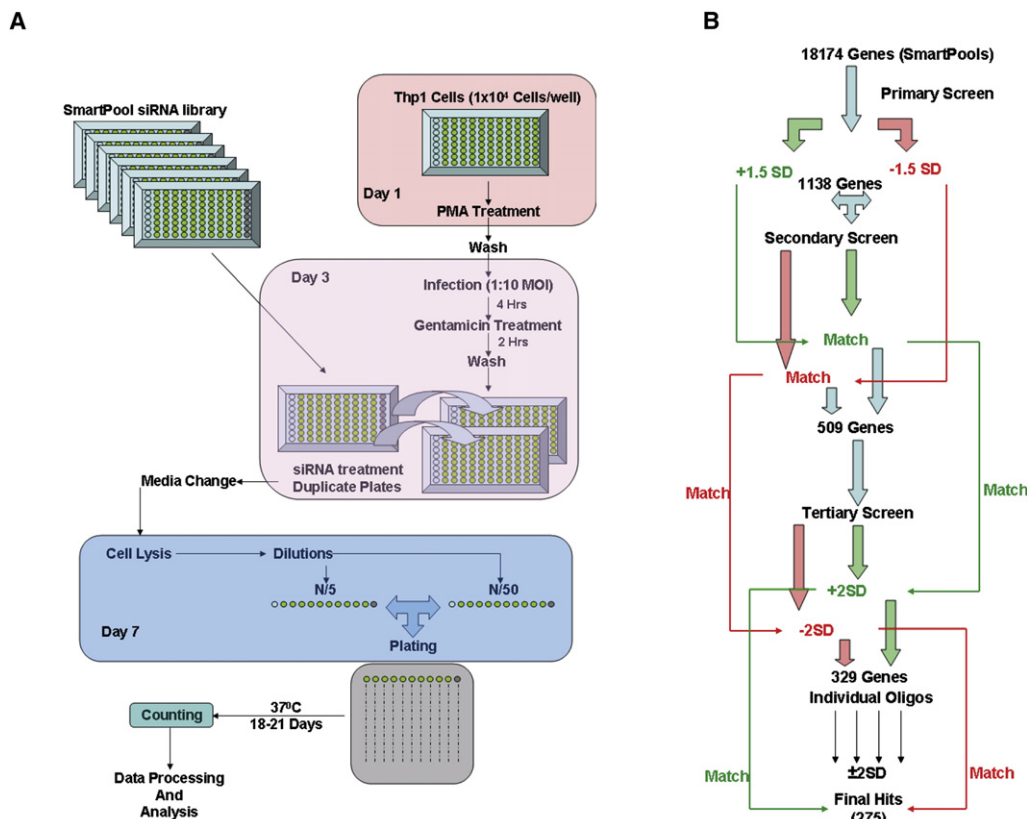 A
SmartPool siRNA library
Thp1 Cells (1x10⁴ Cells/well)
Day 1
PMA Treatment
Wash
Day 3
Infection (1:10 MOI)
4 Hrs
Gentamicin Treatment
2 Hrs
Wash
siRNA treatment
Duplicate Plates
Media Change
Cell Lysis
Dilutions
N/5
N/50
Day 7
Plating
37⁰C
18-21 Days
Counting
Data Processing
And
Analysis
B
18174 Genes (SmartPools)
Primary Screen
+1.5 SD
-1.5 SD
1138 Genes
Secondary Screen
Match
Match
509 Genes
Match
Match
Tertiary Screen
+2SD
-2SD
329 Genes
Individual Oligos
±2SD
Match
Match
Final Hits
(275)